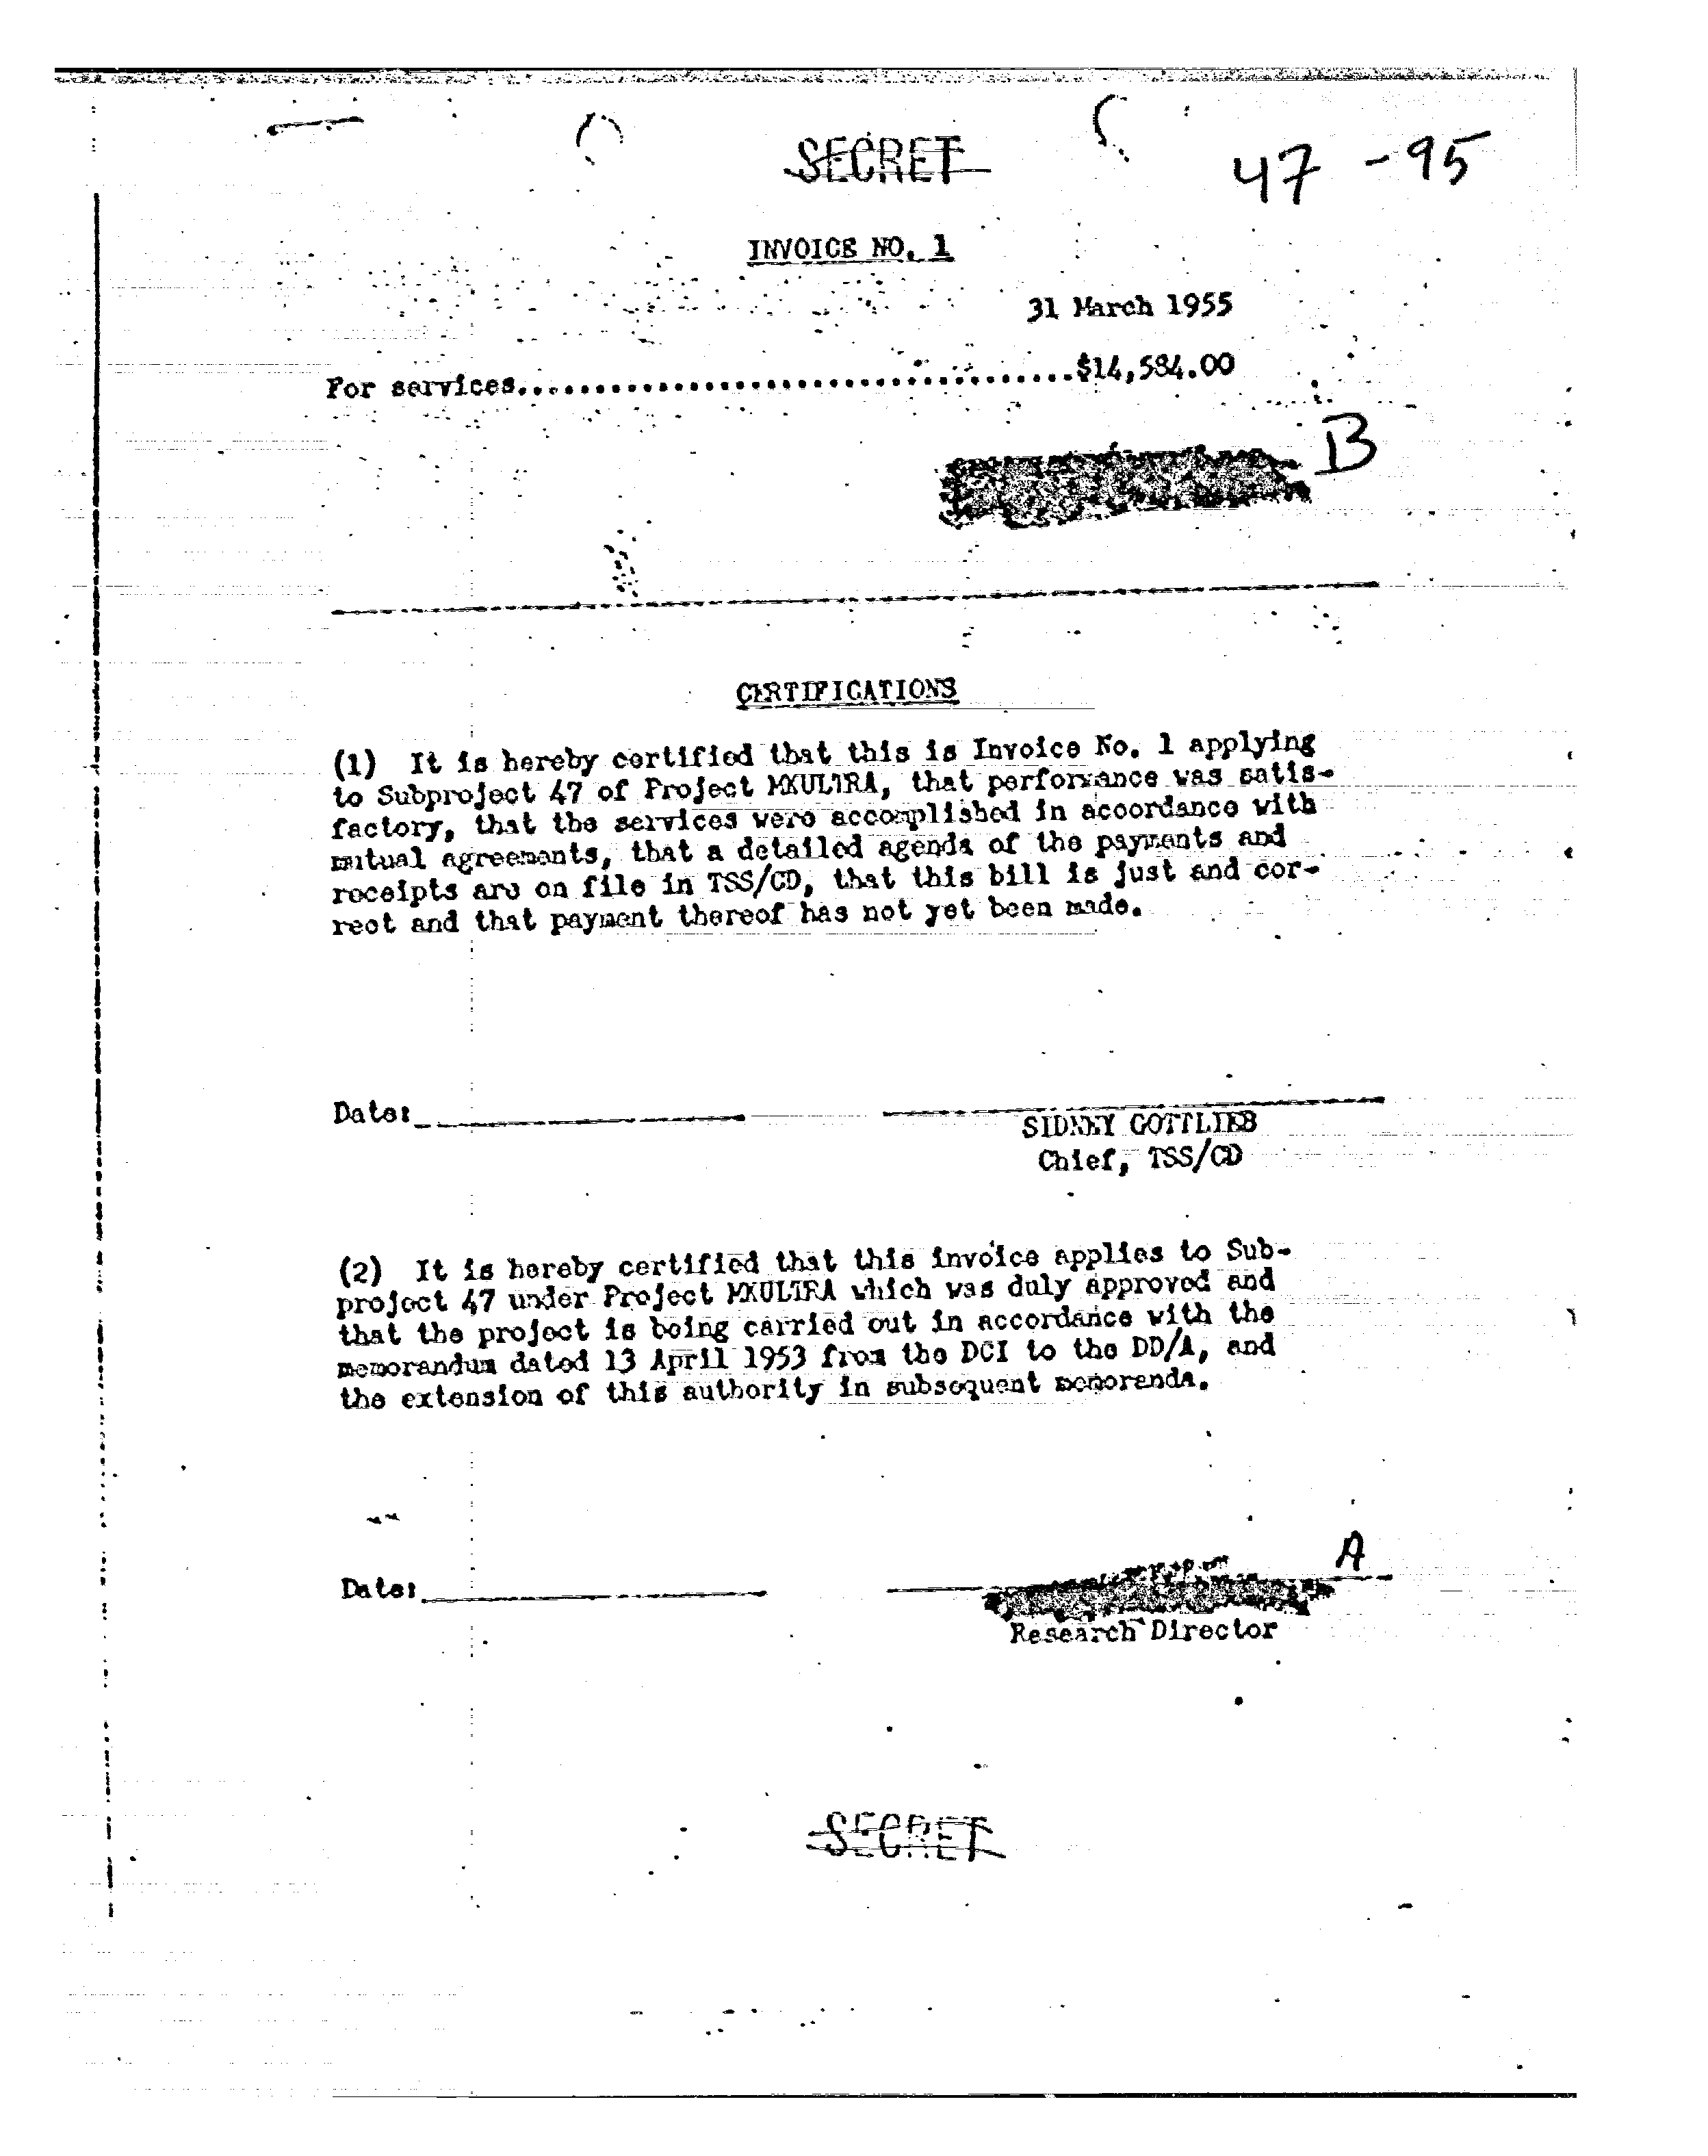 SECRET
47 - 95
INVOICE NO. 1
31 March 1955
For services....................................$14,584.00
B
CERTIFICATIONS
(1) It is hereby certified that this is Invoice No. 1 applying
to Subproject 47 of Project MKULTRA, that performance was satis-
factory, that the services were accomplished in accordance with
mutual agreements, that a detailed agenda of the payments and
receipts are on file in TSS/CD, that this bill is just and cor-
rect and that payment thereof has not yet been made.
Date:
SIDNEY GOTTLIEB
Chief, TSS/CD
(2) It is hereby certified that this invoice applies to Sub-
project 47 under Project MKULTRA which was duly approved and
that the project is being carried out in accordance with the
memorandum dated 13 April 1953 from the DCI to the DD/A, and
the extension of this authority in subsequent memoranda.
A
Date:
Research Director
SECRET